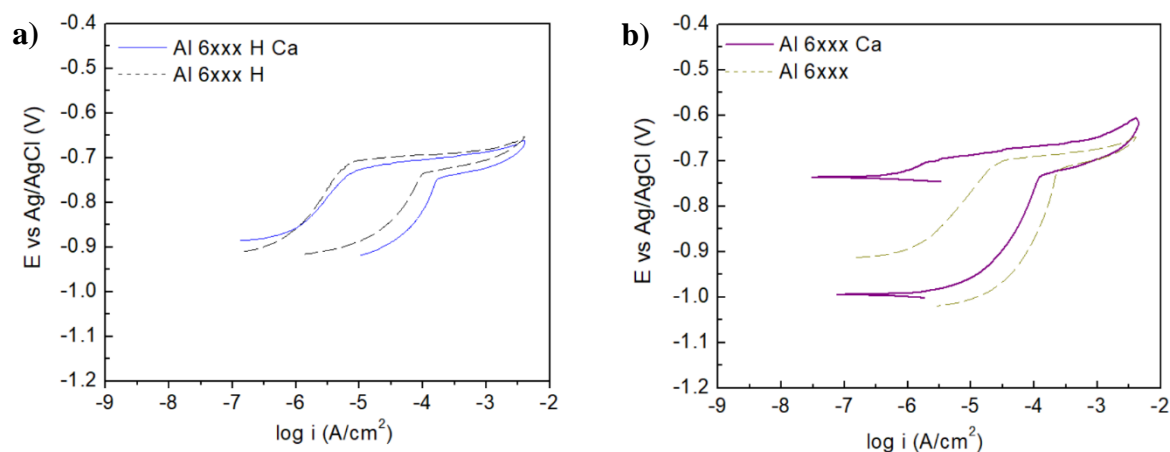 a)
Al 6xxx H Ca
Al 6xxx H
E vs Ag/AgCl (V)
-0.4
-0.5
-0.6
-0.7
-0.8
-0.9
-1.0
-1.1
-1.2
-9 -8 -7 -6 -5 -4 -3 -2 -1
log i (A/cm²)
b)
Al 6xxx Ca
Al 6xxx
E vs Ag/AgCl (V)
-0.4
-0.5
-0.6
-0.7
-0.8
-0.9
-1.0
-1.1
-1.2
-9 -8 -7 -6 -5 -4 -3 -2 -1
log i (A/cm²)